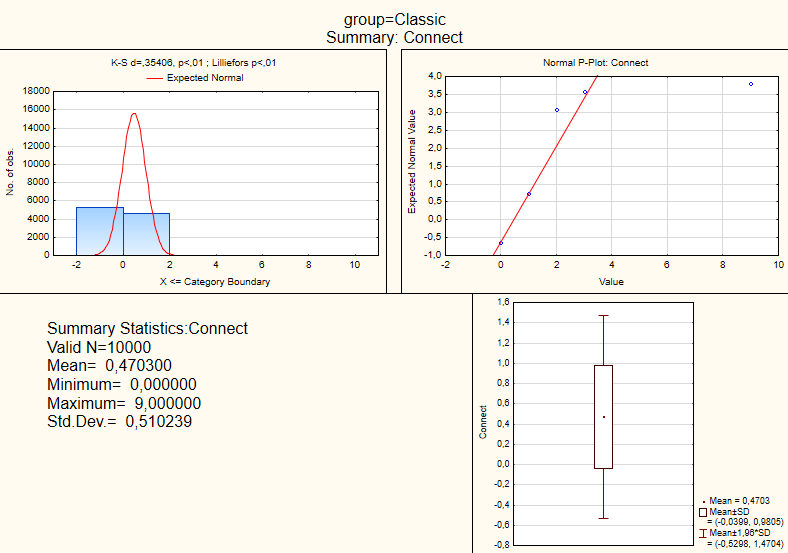 group=Classic
Summary: Connect
K-S d=,35406, p<,01 ; Lilliefors p<,01
Expected Normal
18000
16000
14000
12000
10000
8000
6000
4000
2000
0
-2 0 2 4 6 8 10
X <= Category Boundary
No. of obs.
Normal P-Plot: Connect
4,0
3,5
3,0
2,5
2,0
1,5
1,0
0,5
0,0
-0,5
-1,0
-2 0 2 4 6 8 10
Value
Expected Normal Value
Summary Statistics:Connect
Valid N=10000
Mean= 0,470300
Minimum= 0,000000
Maximum= 9,000000
Std.Dev.= 0,510239
1,6
1,4
1,2
1,0
0,8
0,6
0,4
0,2
0,0
-0,2
-0,4
-0,6
-0,8
Connect
Mean = 0,4703
Mean±SD
= (-0,0399, 0,9805)
Mean±1,96*SD
= (-0,5298, 1,4704)